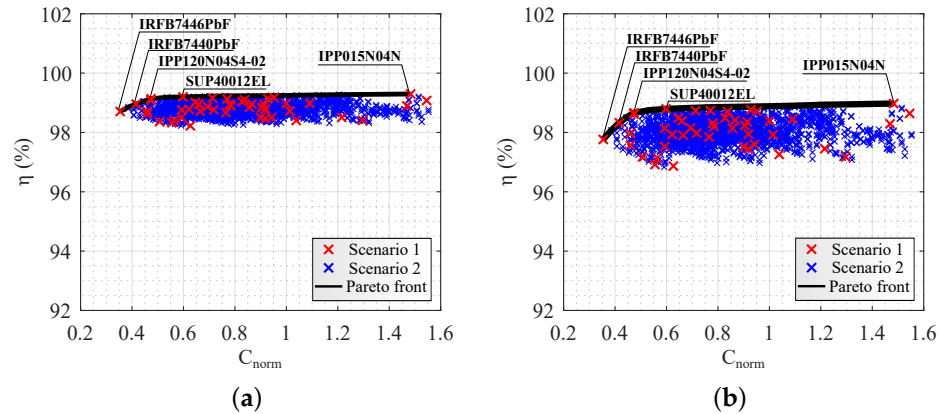 102
100
98
96
94
92
η (%)
IRFB7446PbF
IRFB7440PbF
IPP120N04S4-02
SUP40012EL
IPP015N04N
Scenario 1
Scenario 2
Pareto front
0.2 0.4 0.6 0.8 1 1.2 1.4 1.6
C_norm
(a)
102
100
98
96
94
92
η (%)
IRFB7446PbF
IRFB7440PbF
IPP120N04S4-02
SUP40012EL
IPP015N04N
Scenario 1
Scenario 2
Pareto front
0.2 0.4 0.6 0.8 1 1.2 1.4 1.6
C_norm
(b)